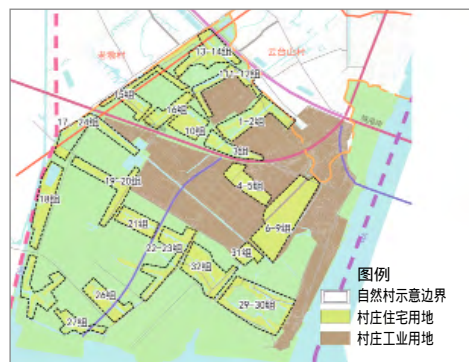 云台山村
13-14组
11-12组
15组
16组
1-2组
10组
3组
17
24组
19-20组
4-5组
18组
21组
6-9组
22-23组
31组
32组
26组
29-30组
27组
图例
自然村示意边界
村庄住宅用地
村庄工业用地